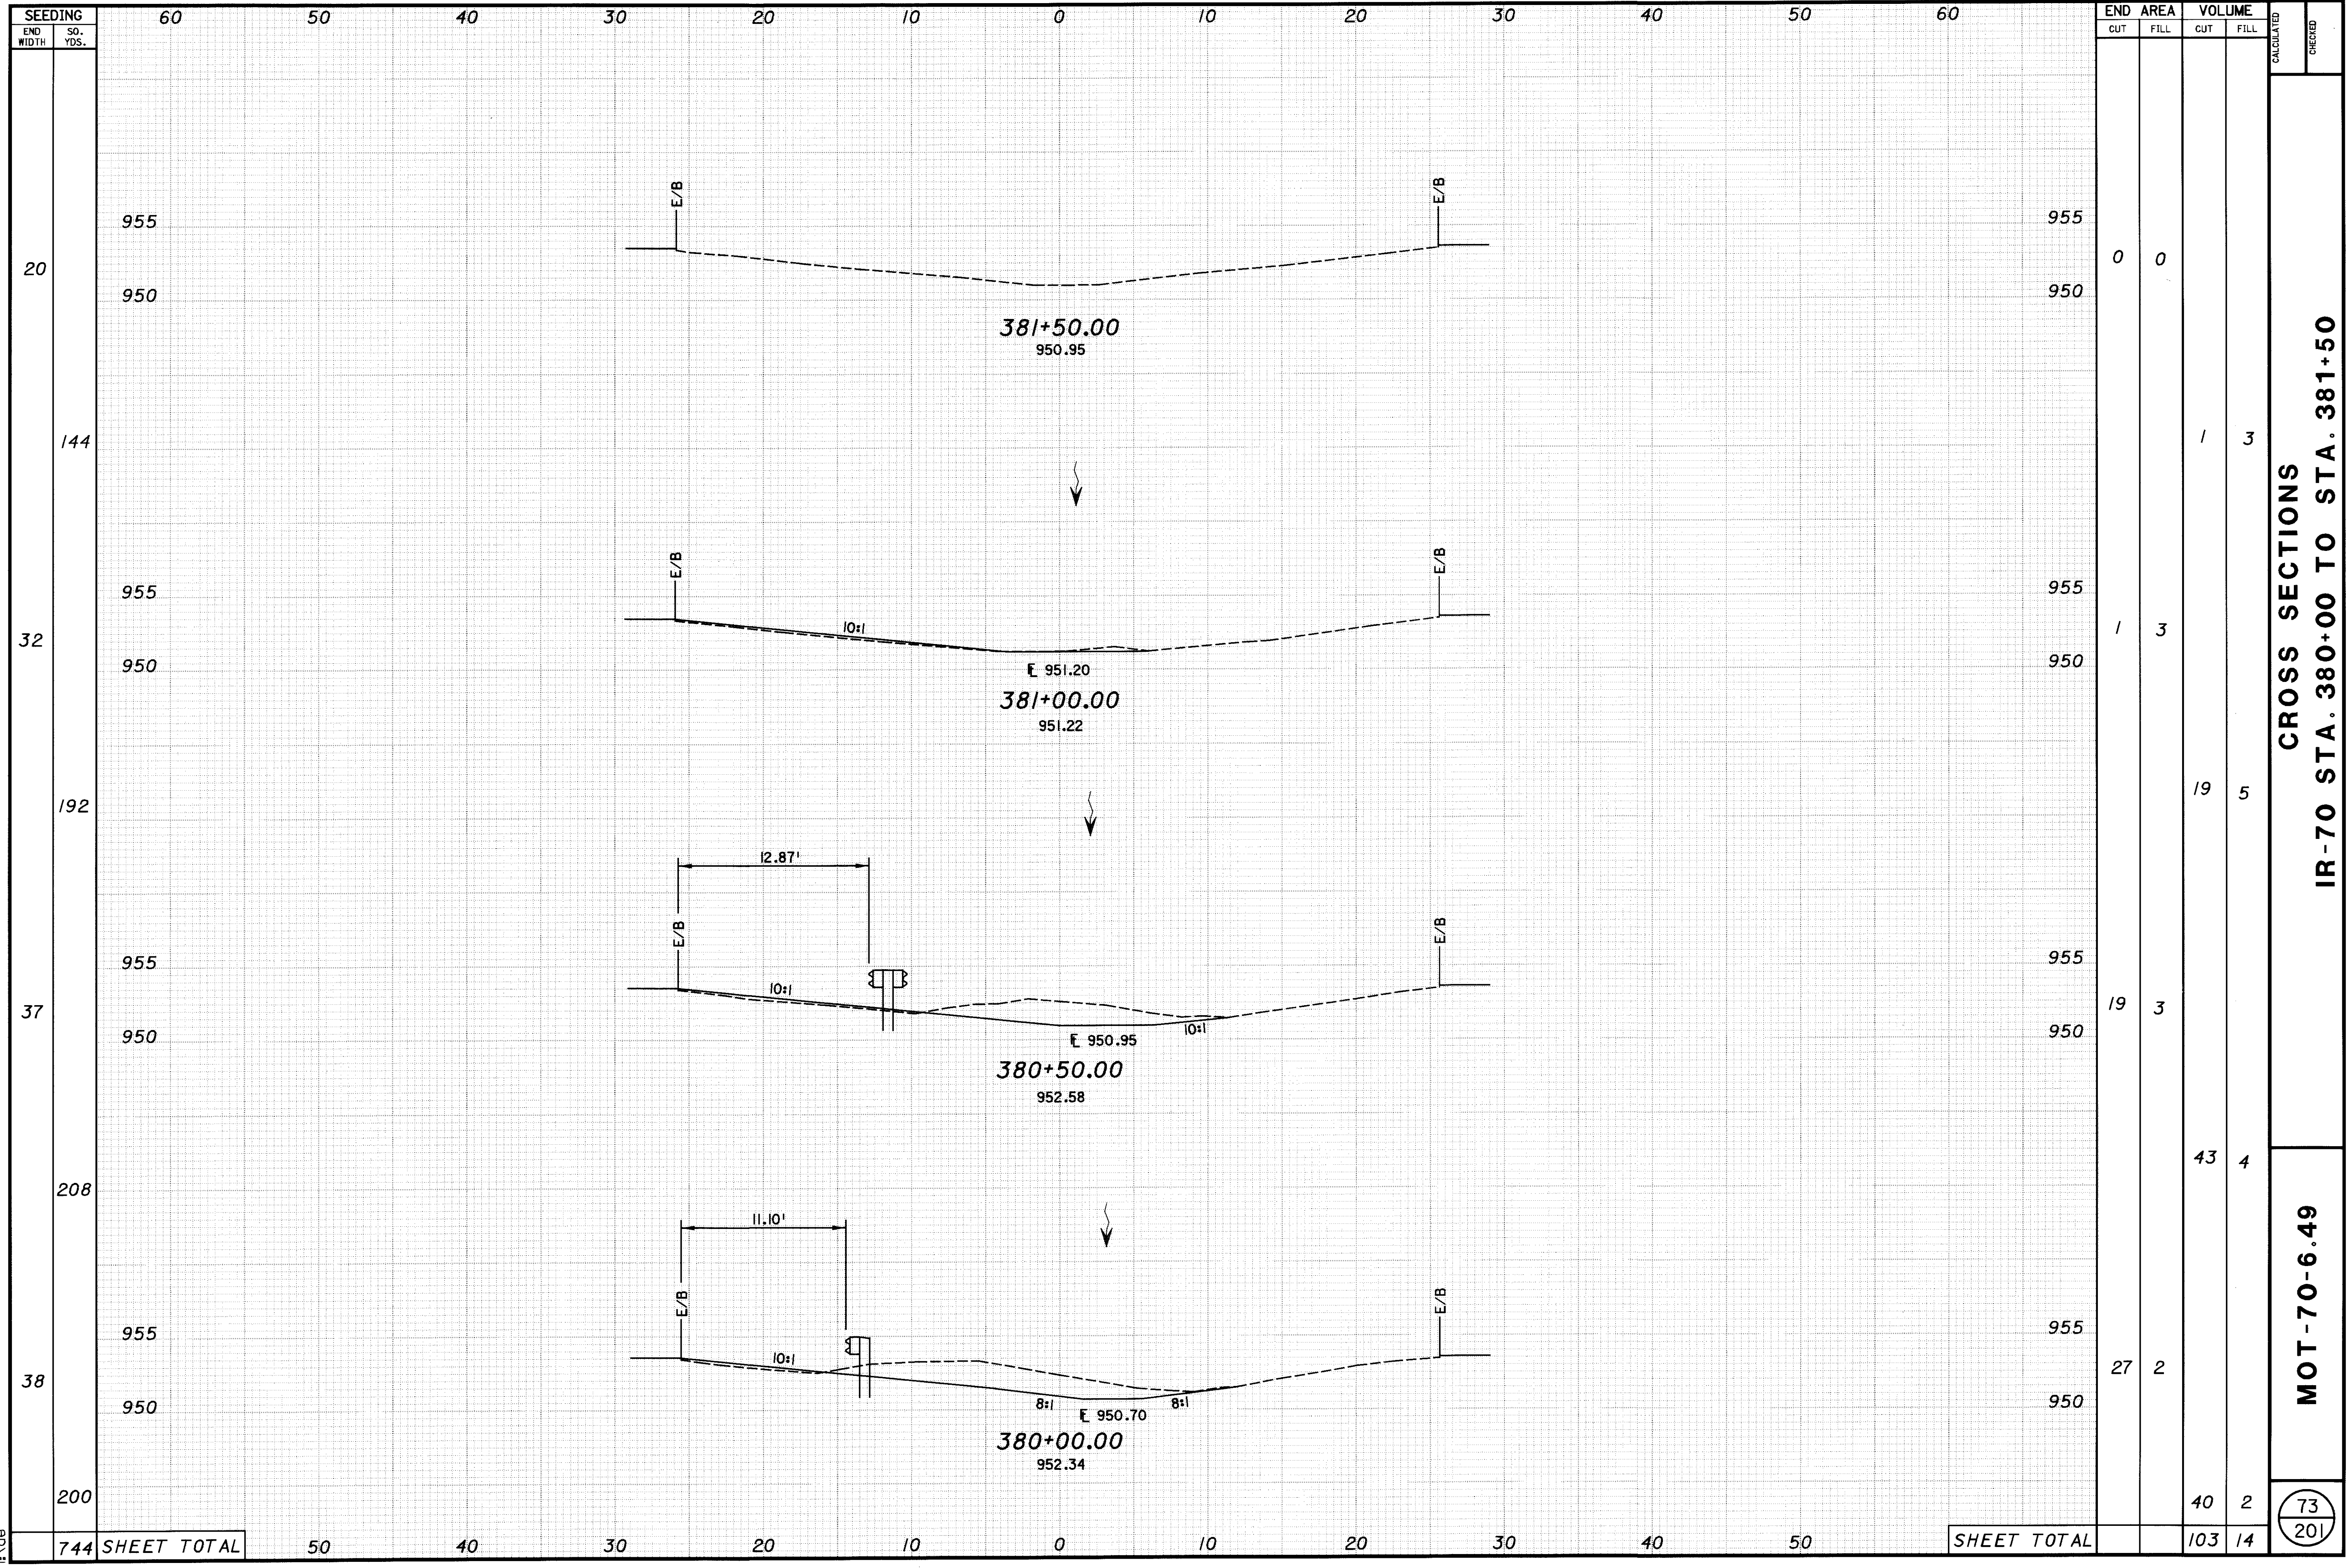 SEEDING
END WIDTH
SO. YDS.
60 50 40 30 20 10 0 10 20 30 40 50 60
END AREA
VOLUME
CUT FILL CUT FILL
CALCULATED
CHECKED
E/B E/B
955 955
20
0 0
950 950
381+50.00
950.95
144
1 3
E/B E/B
955 955
10:1
32
1 3
950 950
℄ 951.20
381+00.00
951.22
192
19 5
12.87'
E/B E/B
955 955
10:1
37
19 3
10:1
950 950
℄ 950.95
380+50.00
952.58
43 4
208
11.10'
E/B E/B
955 955
10:1
38
27 2
950 950
8:1 8:1
℄ 950.70
380+00.00
952.34
200
40 2
744 SHEET TOTAL
50 40 30 20 10 0 10 20 30 40 50
SHEET TOTAL
103 14
CROSS SECTIONS
IR-70 STA. 380+00 TO STA. 381+50
MOT-70-6.49
73
201